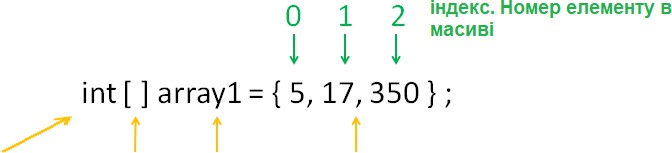 0 1 2
індекс. Номер елементу в
масиві
int [ ] array1 = { 5, 17, 350 } ;